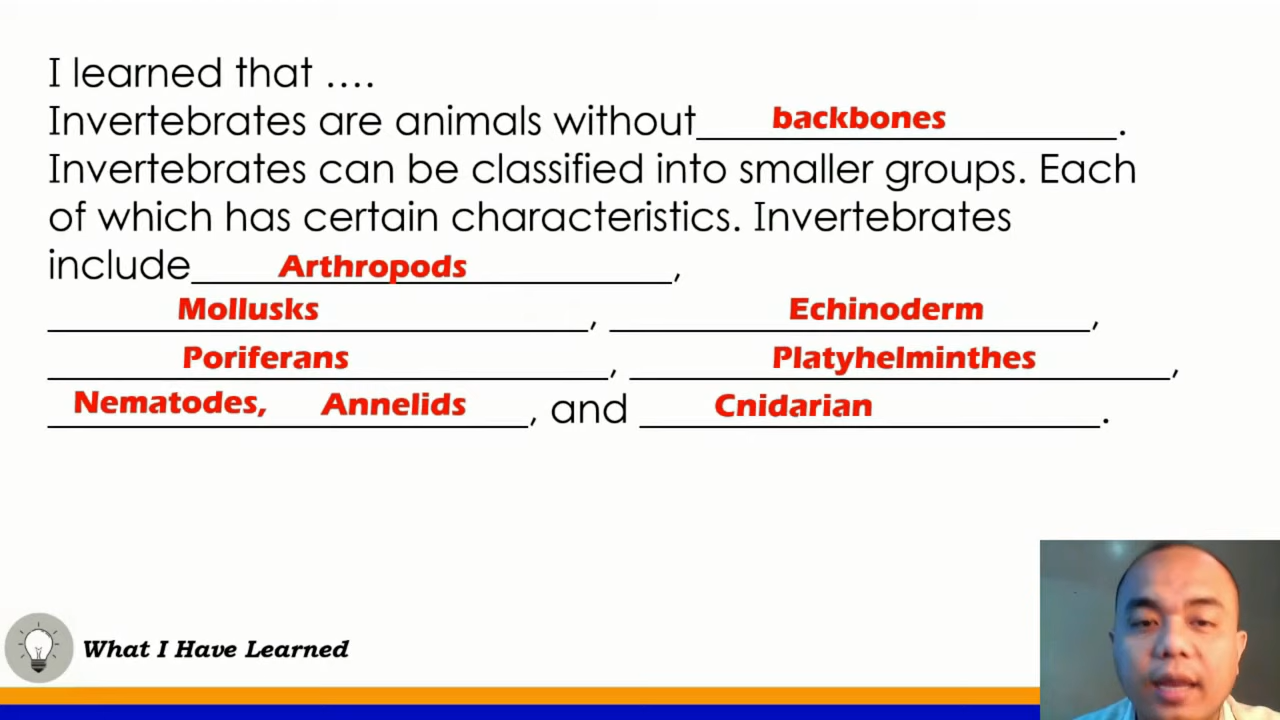 I learned that ....
Invertebrates are animals without backbones.
Invertebrates can be classified into smaller groups. Each
of which has certain characteristics. Invertebrates
include Arthropods,
Mollusks, Echinoderm,
Poriferans, Platyhelminthes,
Nematodes, Annelids, and Cnidarian.
What I Have Learned